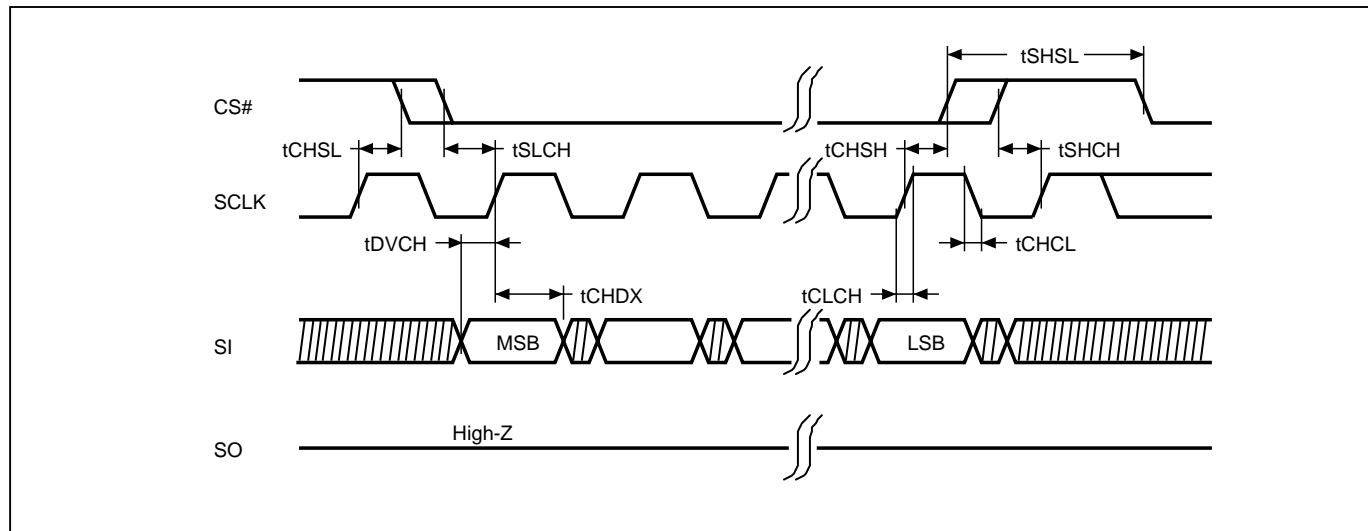 tSHSL
CS#
tCHSL
tSLCH
tCHSH
tSHCH
SCLK
tDVCH
tCHCL
tCHDX
tCLCH
SI
MSB
LSB
High-Z
SO